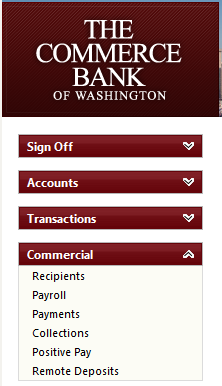 THE
COMMERCE
BANK
OF WASHINGTON
Sign Off
Accounts
Transactions
Commercial
Recipients
Payroll
Payments
Collections
Positive Pay
Remote Deposits